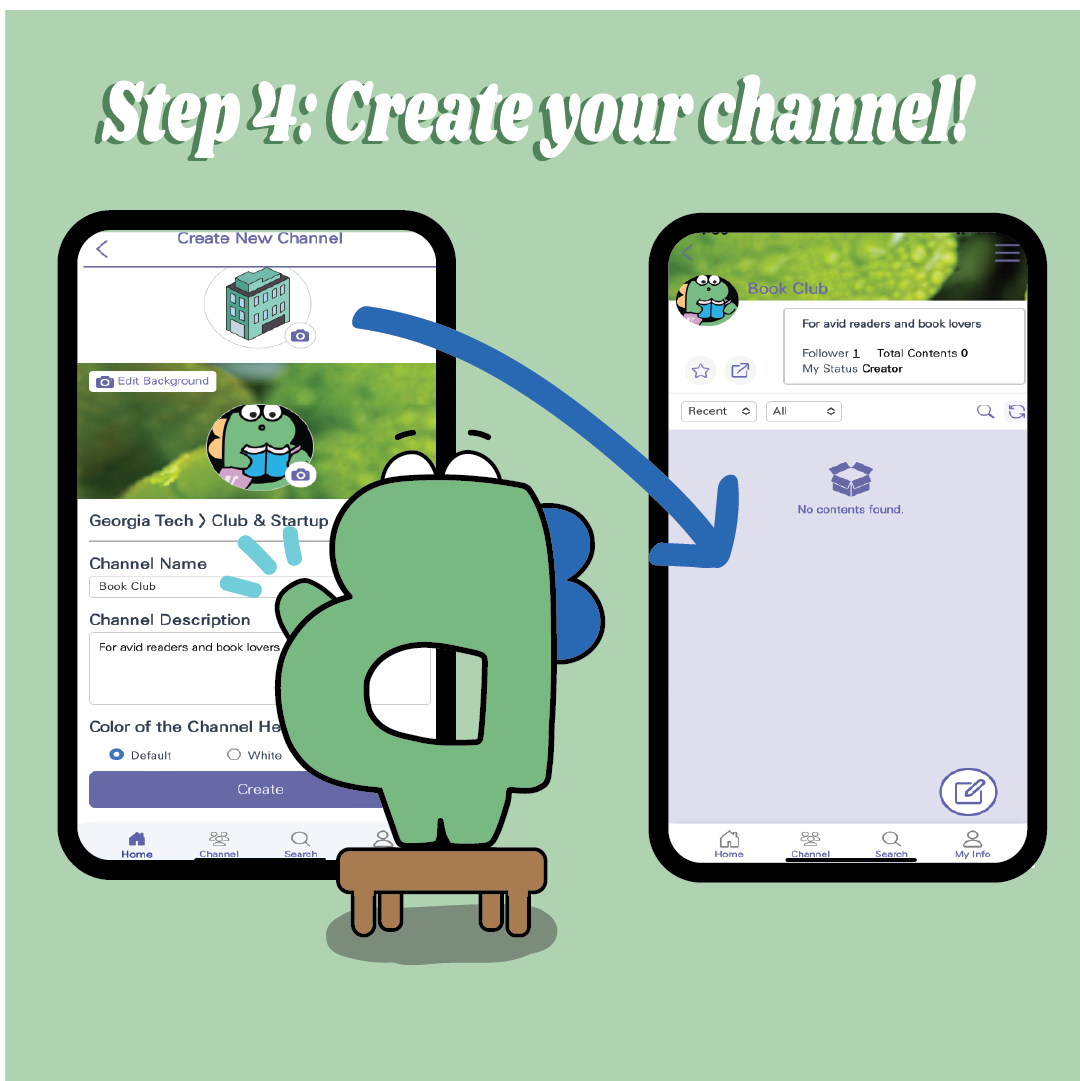 Step 4: Create your channel!
Create New Channel
Edit Background
Georgia Tech > Club & Startup
Channel Name
Book Club
Channel Description
For avid readers and book lovers
Color of the Channel He
Default White
Create
Home Channel Search
Book Club
For avid readers and book lovers
Follower 1 Total Contents 0
My Status Creator
Recent All
No contents found.
Home Channel Search My Info